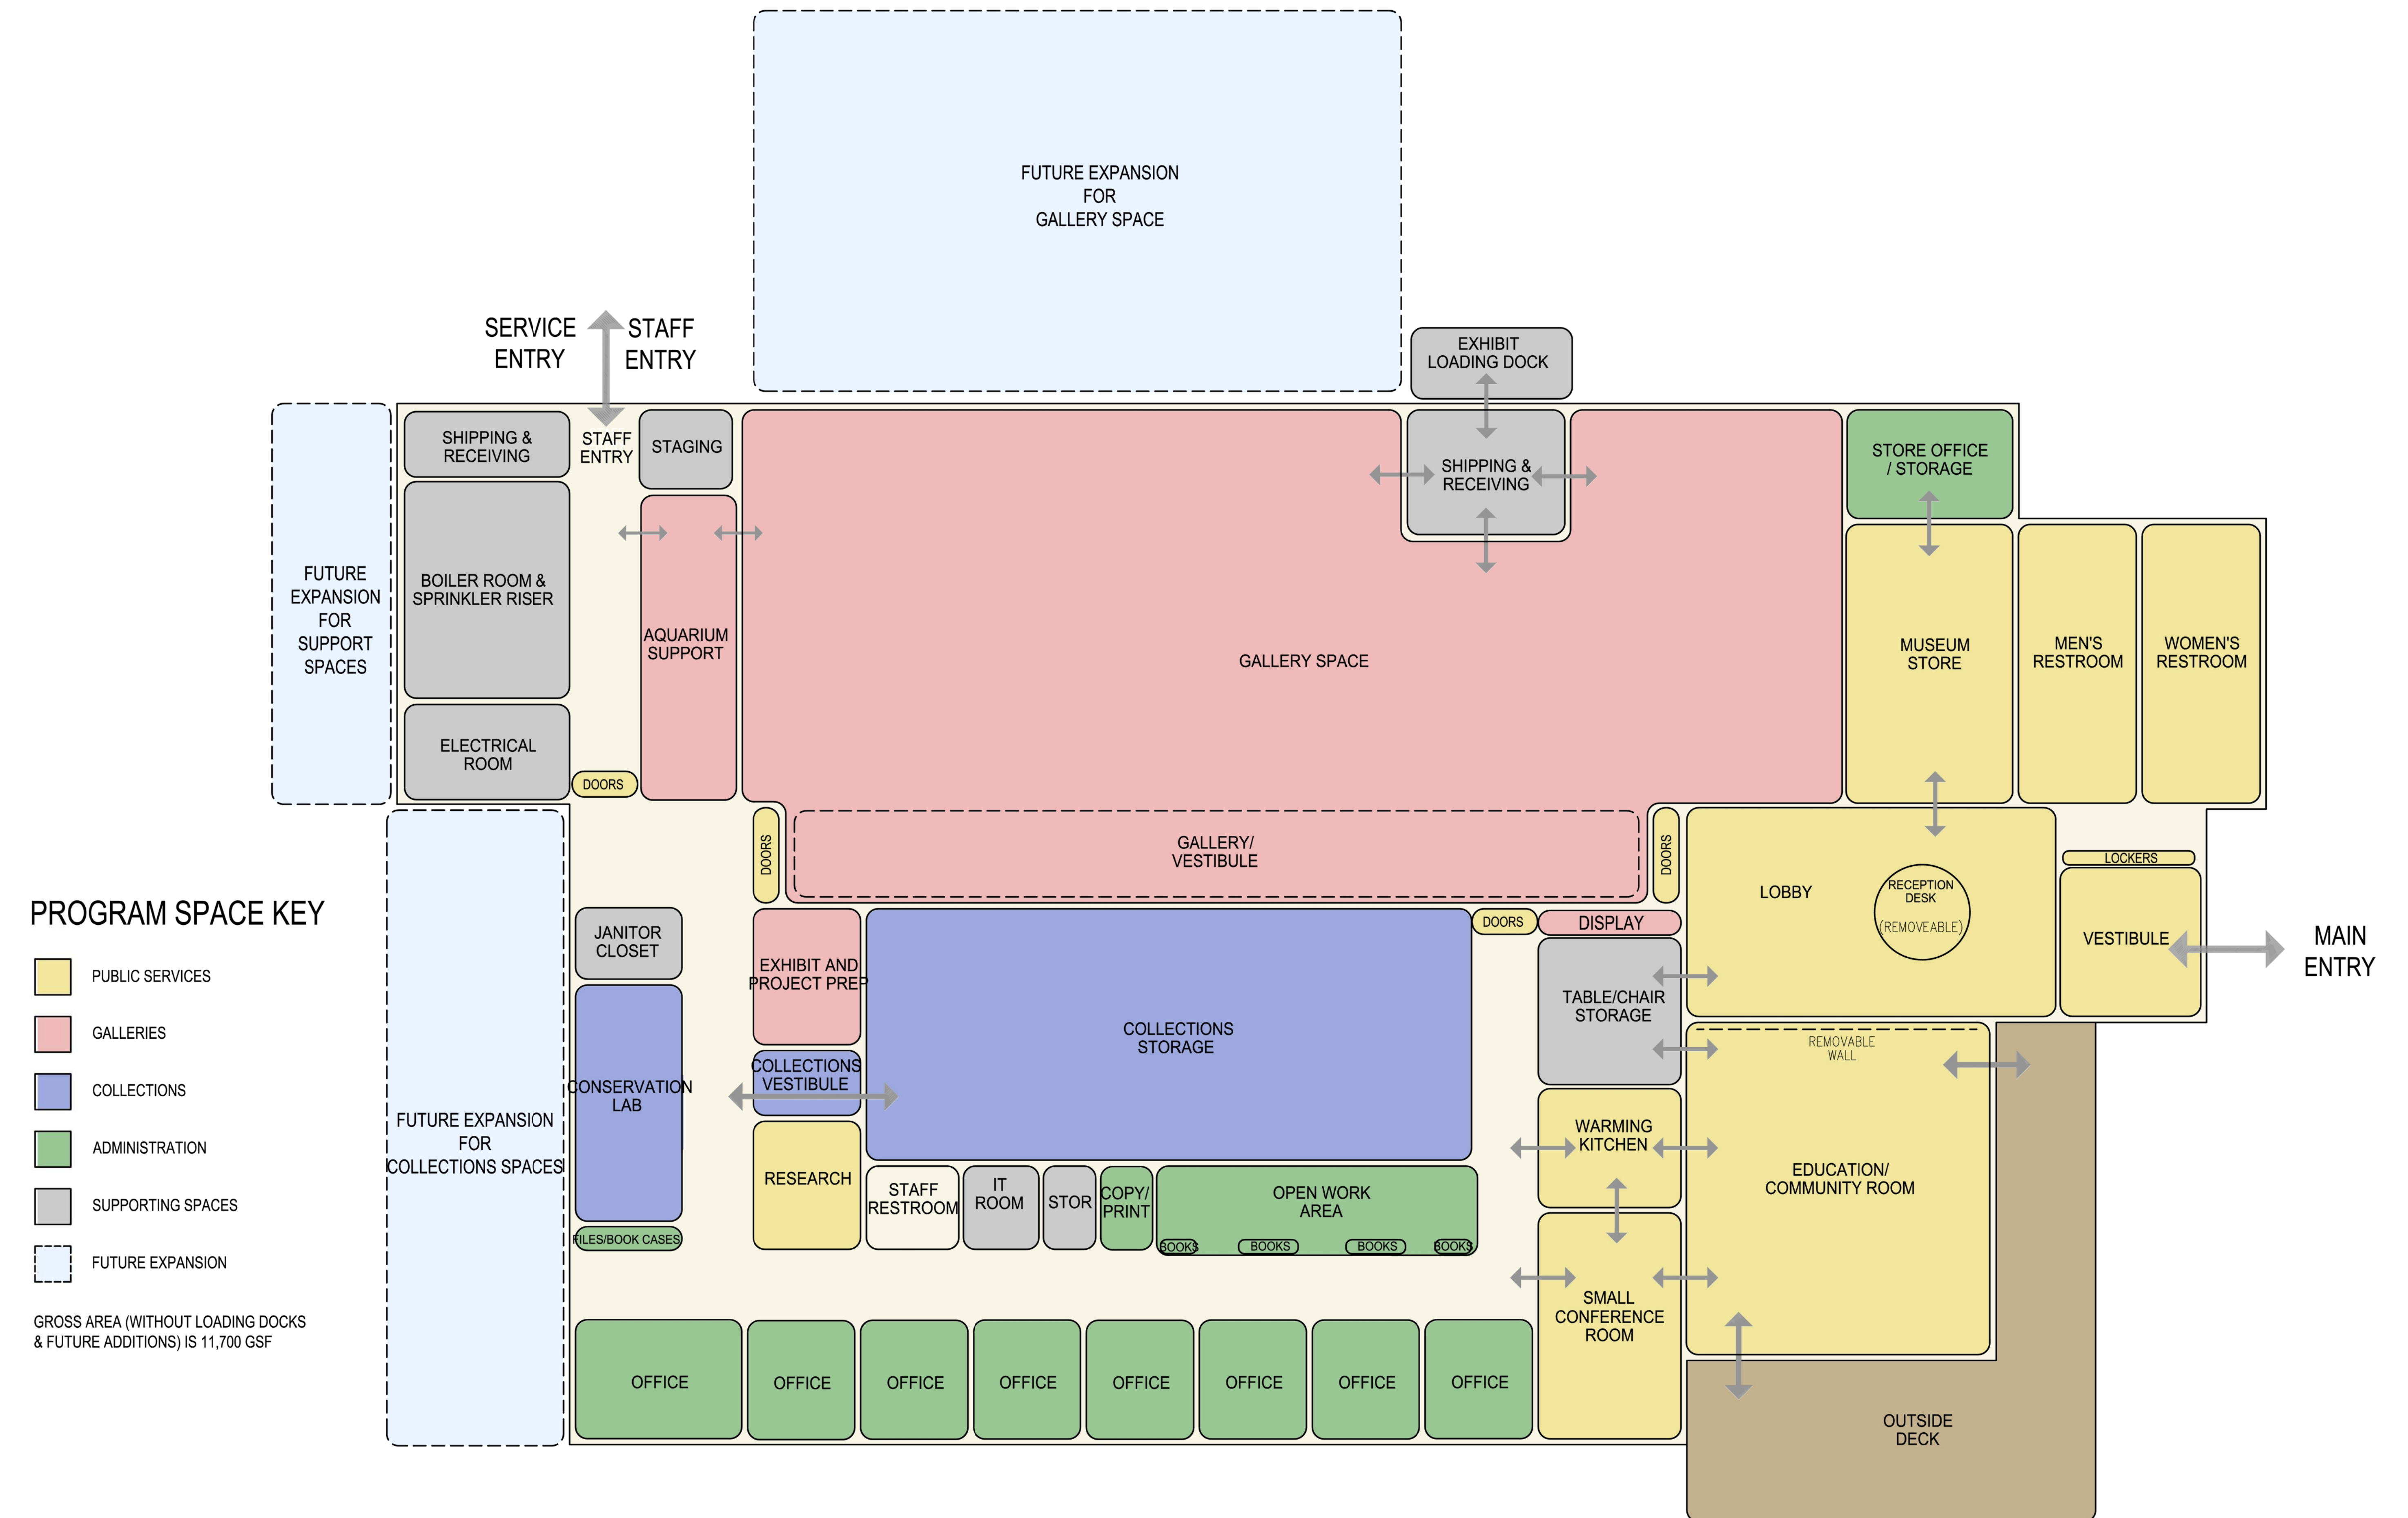 FUTURE EXPANSION
FOR
GALLERY SPACE
SERVICE
ENTRY
STAFF
ENTRY
EXHIBIT
LOADING DOCK
SHIPPING &
RECEIVING
STAFF
ENTRY
STAGING
SHIPPING &
RECEIVING
STORE OFFICE
/ STORAGE
FUTURE
EXPANSION
FOR
SUPPORT
SPACES
BOILER ROOM &
SPRINKLER RISER
AQUARIUM
SUPPORT
GALLERY SPACE
MUSEUM
STORE
MEN'S
RESTROOM
WOMEN'S
RESTROOM
ELECTRICAL
ROOM
DOORS
DOORS
GALLERY/
VESTIBULE
DOORS
LOBBY
RECEPTION
DESK
(REMOVEABLE)
LOCKERS
VESTIBULE
MAIN
ENTRY
PROGRAM SPACE KEY
PUBLIC SERVICES
GALLERIES
COLLECTIONS
ADMINISTRATION
SUPPORTING SPACES
FUTURE EXPANSION
GROSS AREA (WITHOUT LOADING DOCKS
& FUTURE ADDITIONS) IS 11,700 GSF
FUTURE EXPANSION
FOR
COLLECTIONS SPACES
JANITOR
CLOSET
CONSERVATION
LAB
FILES/BOOK CASES
EXHIBIT AND
PROJECT PREP
COLLECTIONS
VESTIBULE
RESEARCH
COLLECTIONS
STORAGE
DOORS
DISPLAY
TABLE/CHAIR
STORAGE
REMOVABLE
WALL
WARMING
KITCHEN
EDUCATION/
COMMUNITY ROOM
STAFF
RESTROOM
IT
ROOM
STOR
COPY/
PRINT
OPEN WORK
AREA
BOOKS
BOOKS
BOOKS
BOOKS
SMALL
CONFERENCE
ROOM
OFFICE
OFFICE
OFFICE
OFFICE
OFFICE
OFFICE
OFFICE
OFFICE
OUTSIDE
DECK